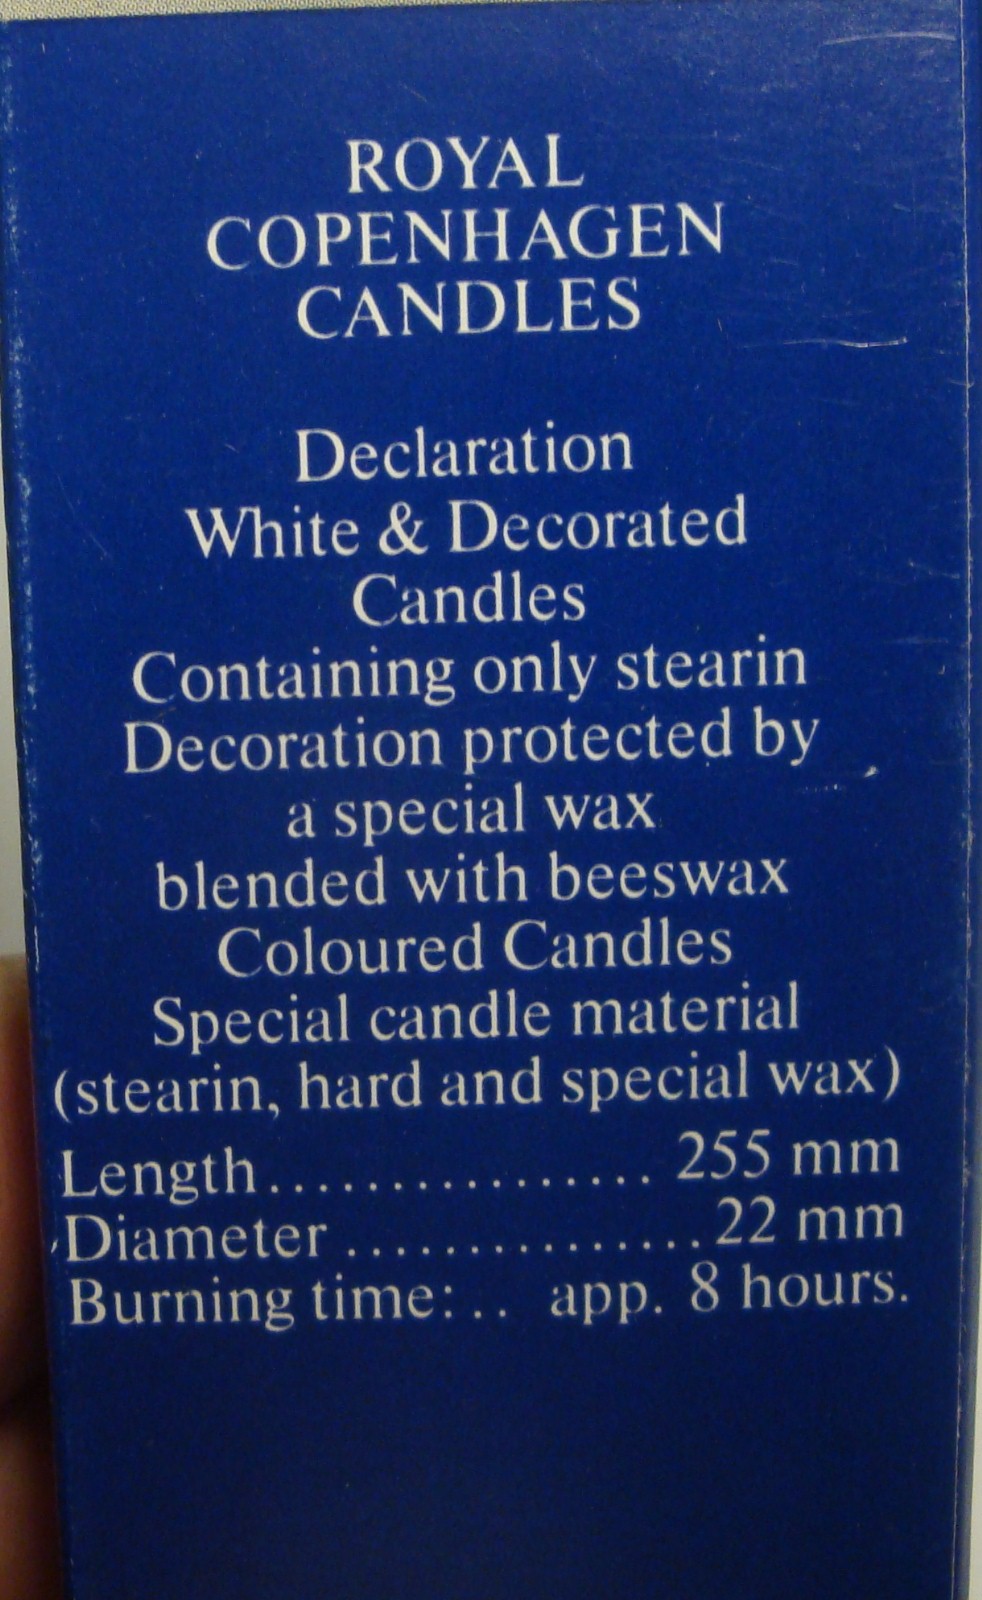 ROYAL
COPENHAGEN
CANDLES
Declaration
White & Decorated
Candles
Containing only stearin
Decoration protected by
a special wax
blended with beeswax
Coloured Candles
Special candle material
(stearin, hard and special wax)
Length................ 255 mm
Diameter ...............22 mm
Burning time: .. app. 8 hours.